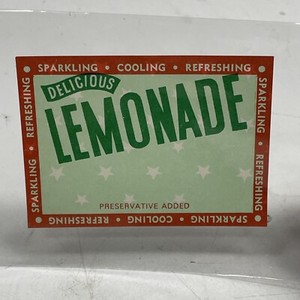 • SPARKLING • COOLING • REFRESHING •
DELICIOUS
LEMONADE
PRESERVATIVE ADDED
SPARKLING • REFRESHING
SPARKLING • REFRESHING
SPARKLING • COOLING • REFRESHING